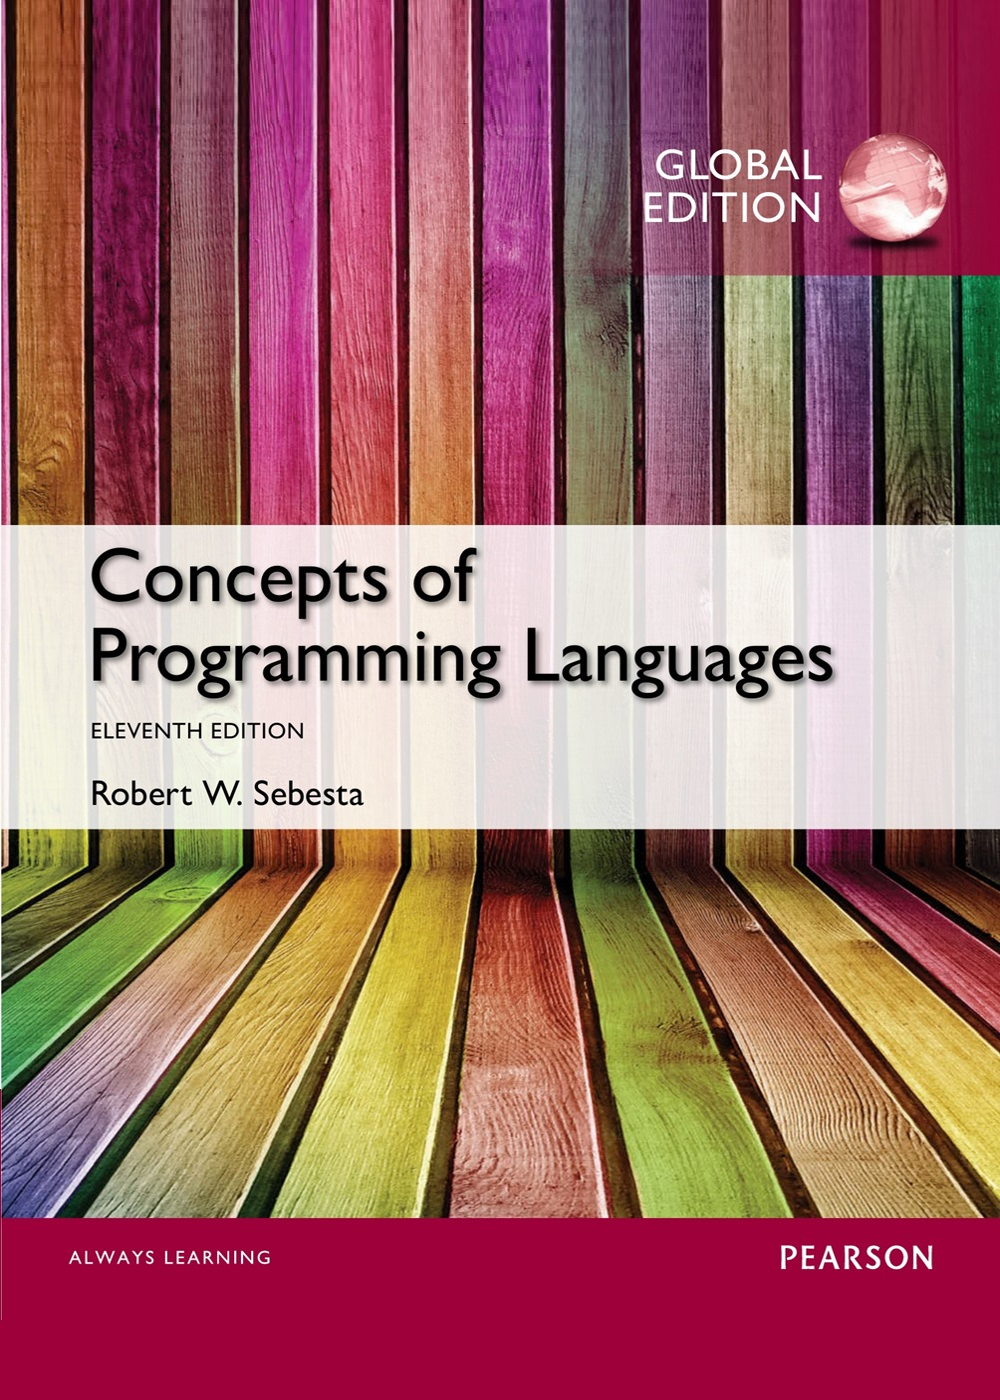 GLOBAL
EDITION
Concepts of
Programming Languages
ELEVENTH EDITION
Robert W. Sebesta
ALWAYS LEARNING
PEARSON